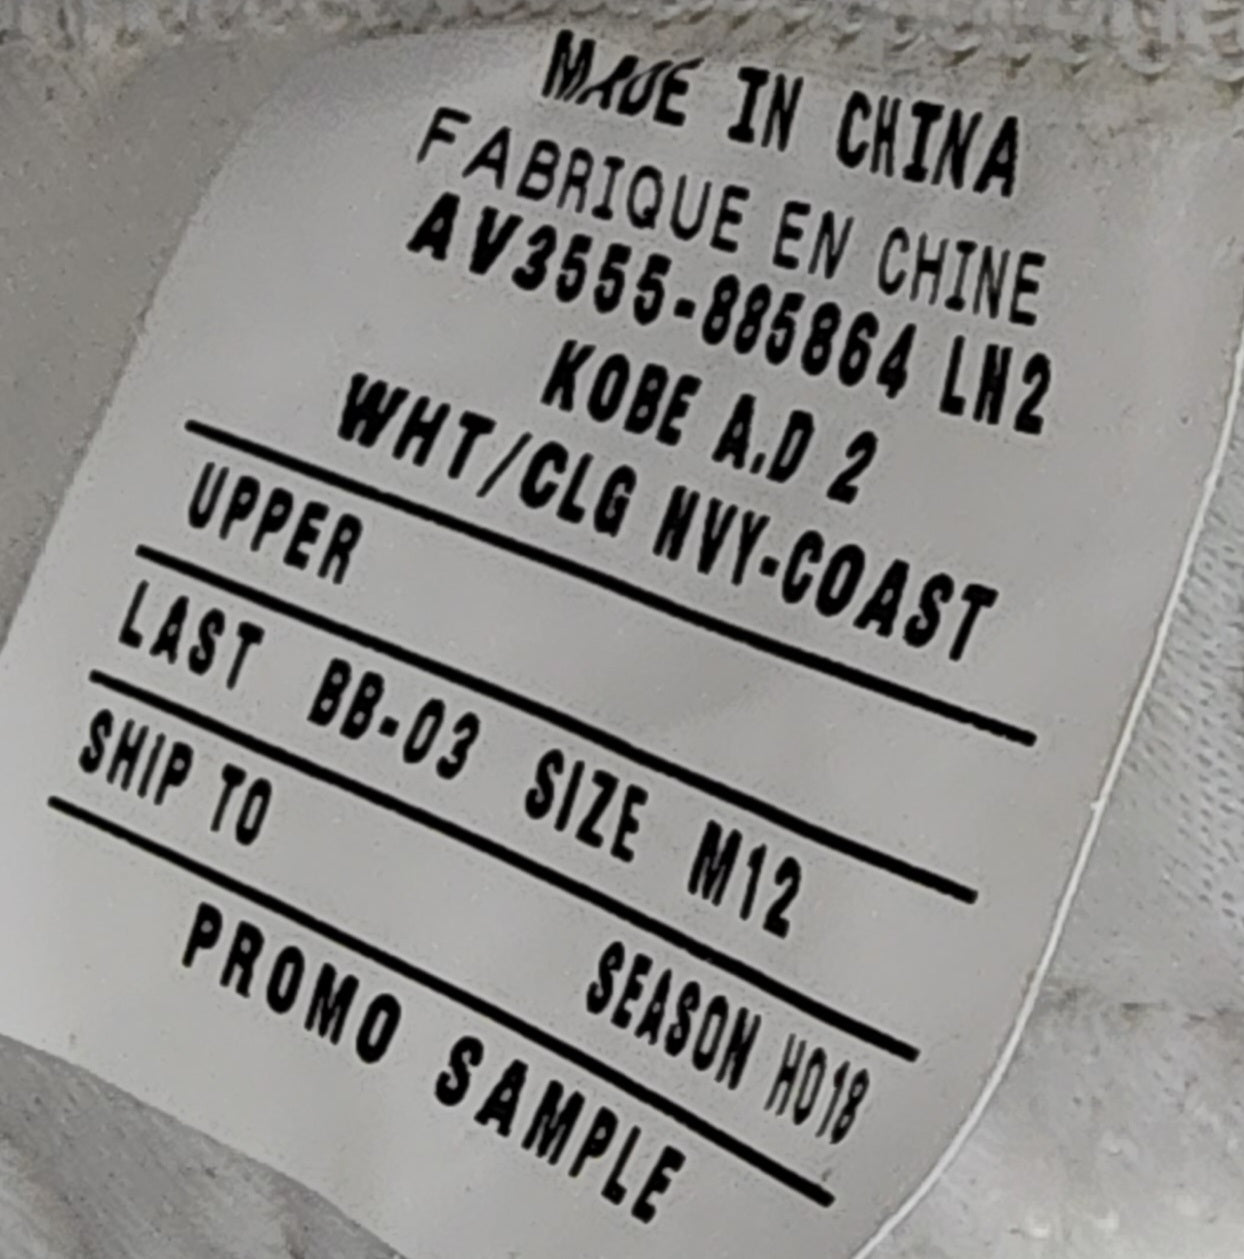 MADE IN CHINA
FABRIQUE EN CHINE
AV3555-885864 LN2
KOBE A.D 2
WHT/CLG NVY-COAST
UPPER
LAST BB-03 SIZE M12
SHIP TO
SEASON HO18
PROMO SAMPLE